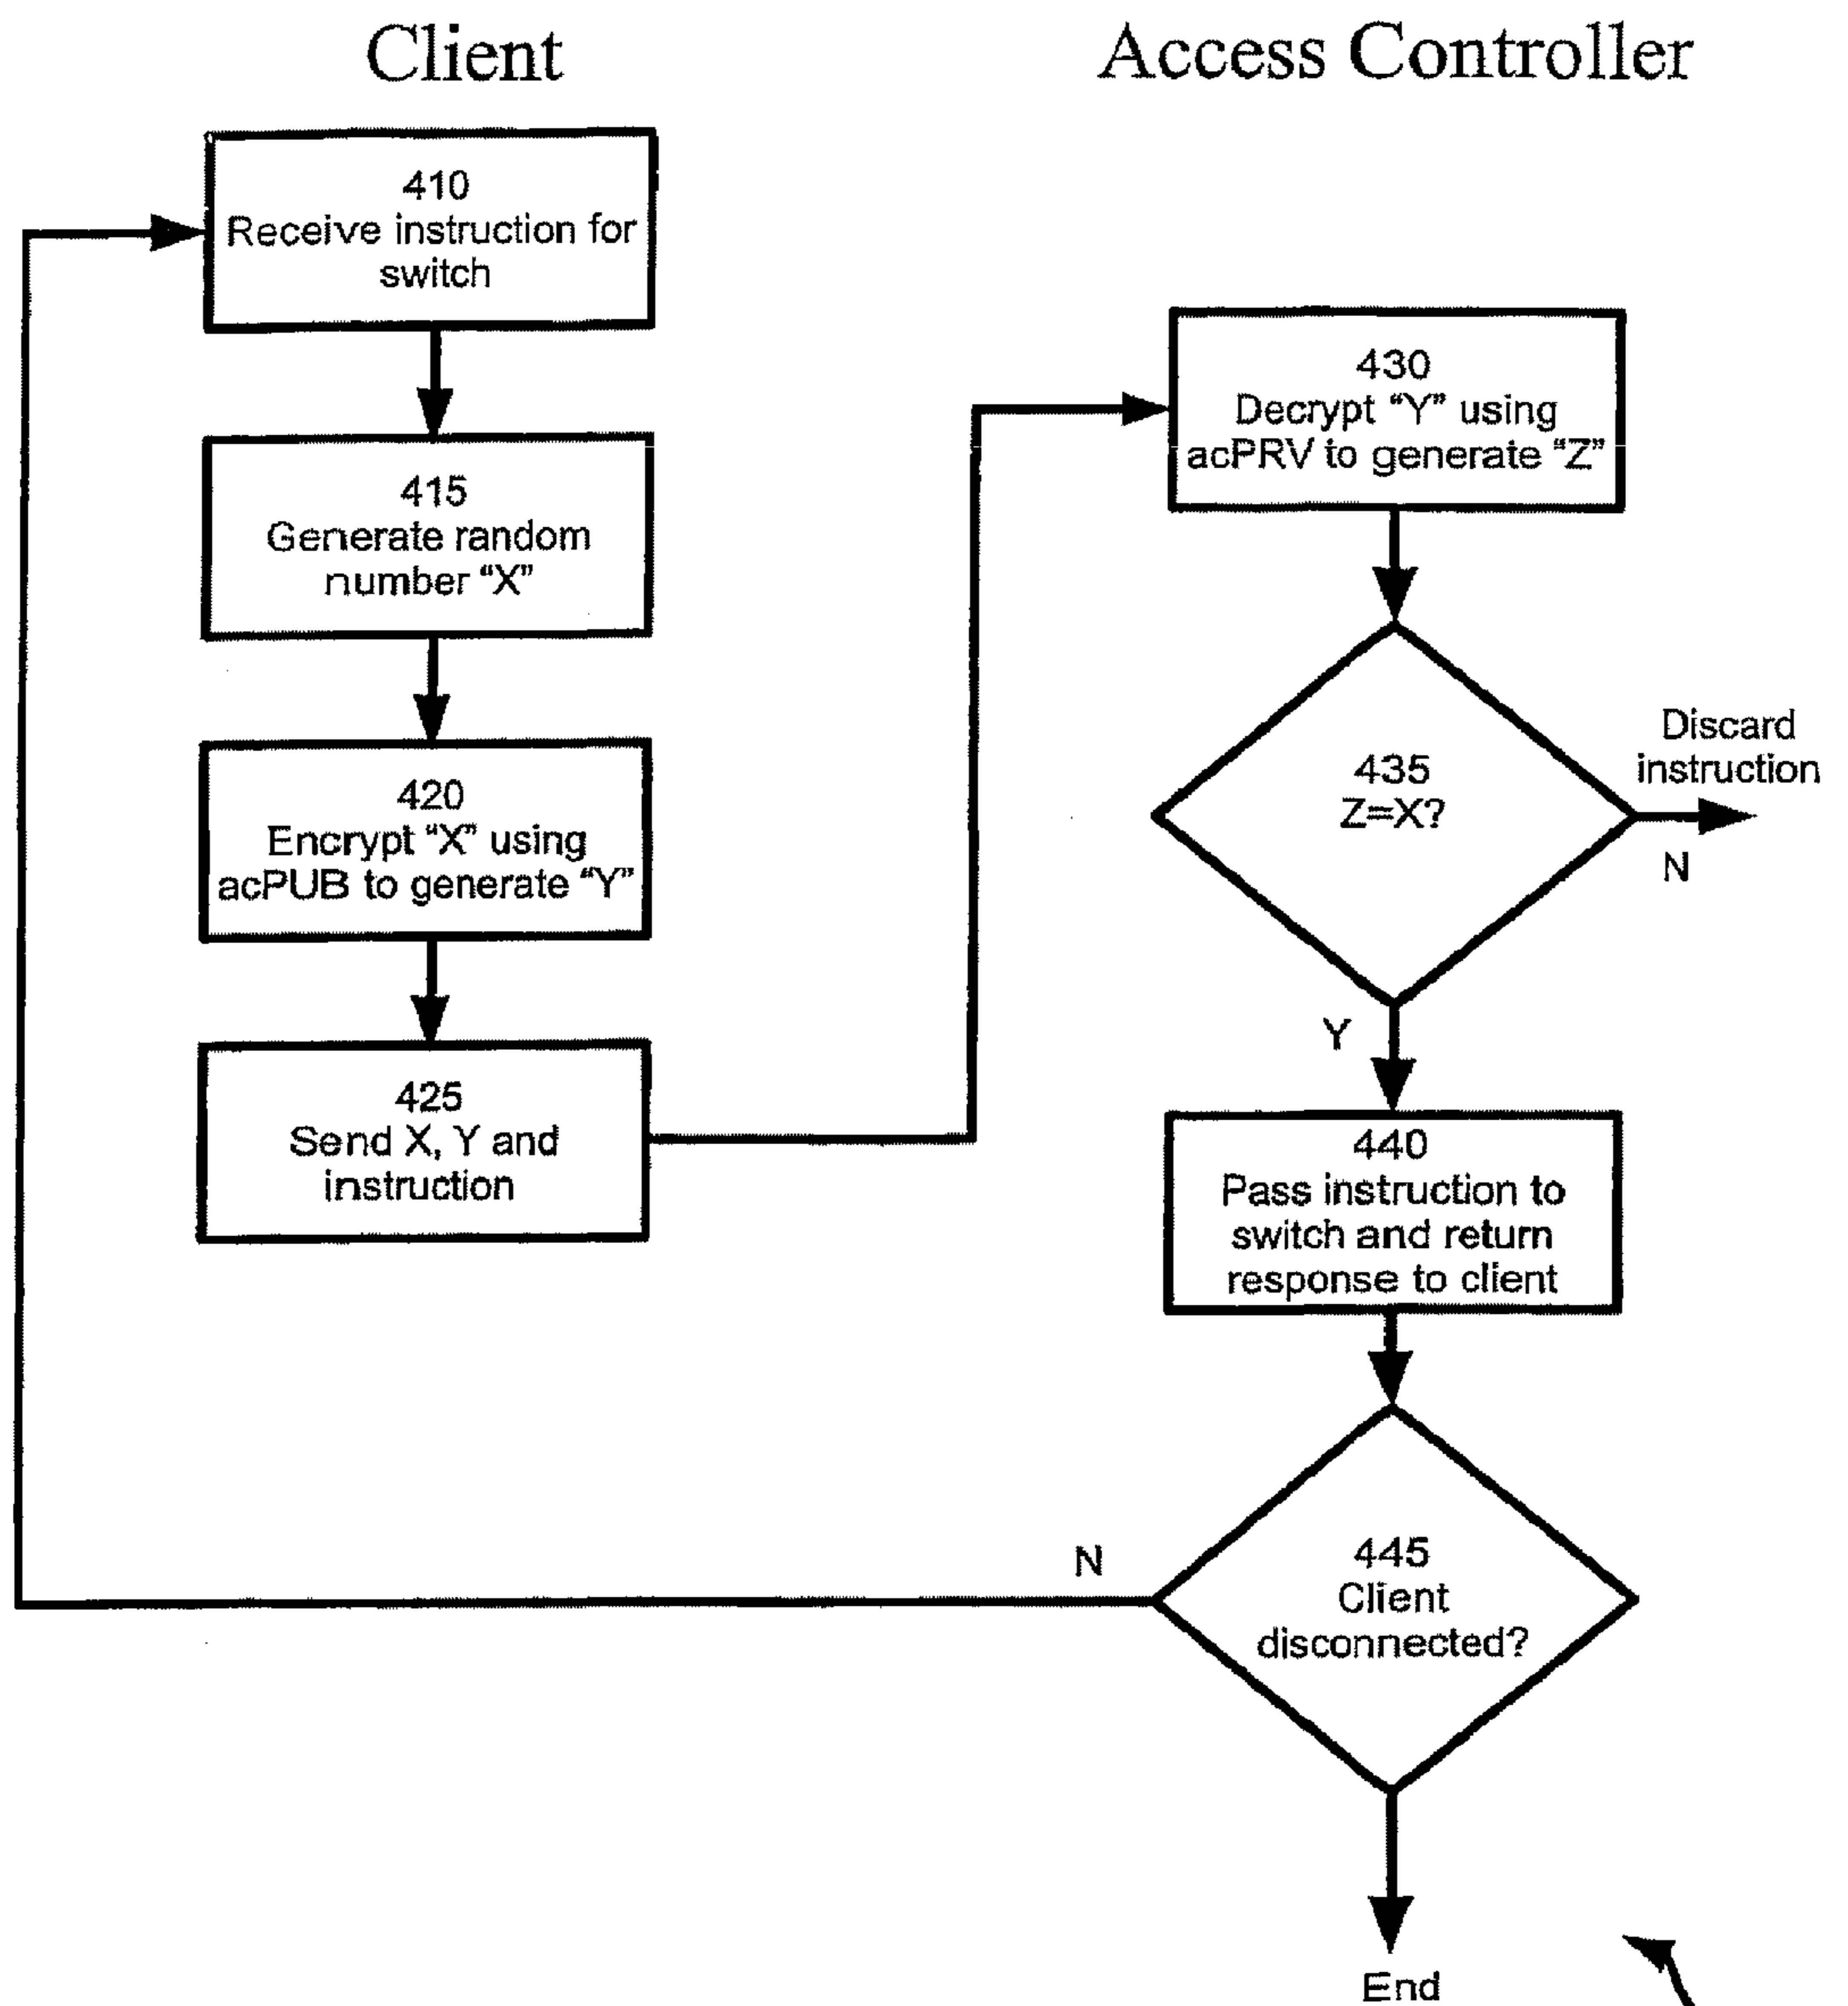 Client
Access Controller
410
Receive instruction for
switch
415
Generate random
number “X”
420
Encrypt “X” using
acPUB to generate “Y”
425
Send X, Y and
instruction
430
Decrypt “Y” using
acPRV to generate “Z”
435
Z=X?
Discard
instruction
N
Y
440
Pass instruction to
switch and return
response to client
445
Client
disconnected?
N
End